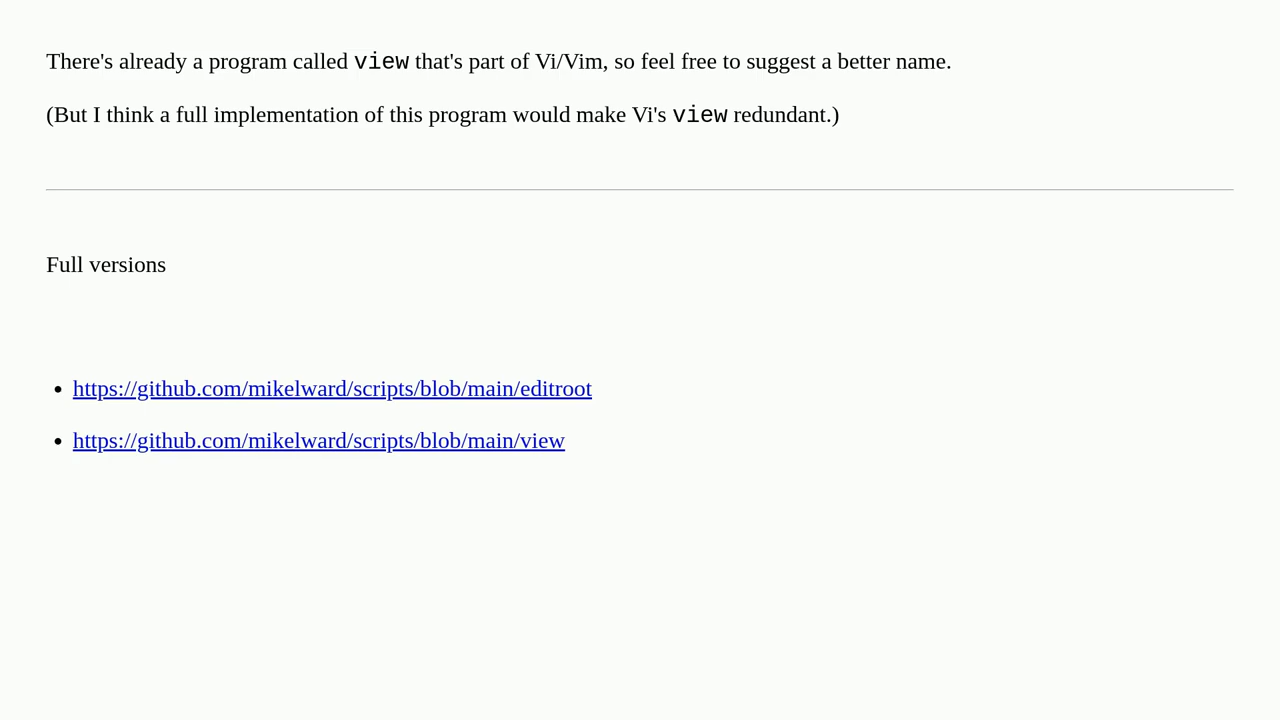 There's already a program called view that's part of Vi/Vim, so feel free to suggest a better name.
(But I think a full implementation of this program would make Vi's view redundant.)
Full versions
• https://github.com/mikelward/scripts/blob/main/editroot
• https://github.com/mikelward/scripts/blob/main/view